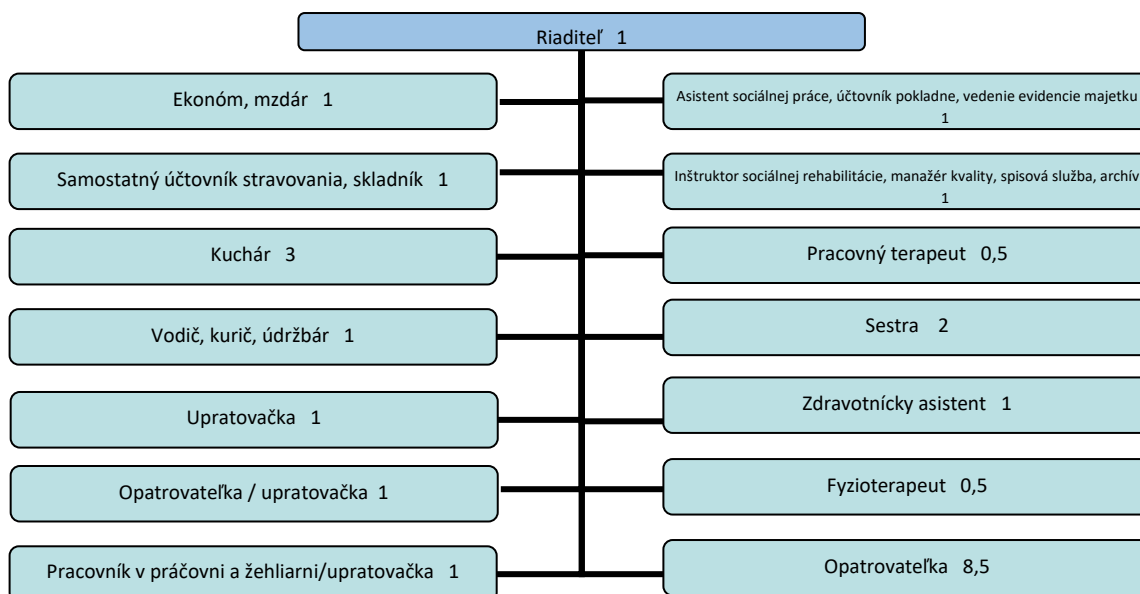 Riaditeľ 1
Ekonóm, mzdár 1
Samostatný účtovník stravovania, skladník 1
Kuchár 3
Vodič, kurič, údržbár 1
Upratovačka 1
Opatrovateľka / upratovačka 1
Pracovník v práčovni a žehliarni/upratovačka 1
Asistent sociálnej práce, účtovník pokladne, vedenie evidencie majetku
1
Inštruktor sociálnej rehabilitácie, manažér kvality, spisová služba, archív
1
Pracovný terapeut 0,5
Sestra 2
Zdravotnícky asistent 1
Fyzioterapeut 0,5
Opatrovateľka 8,5